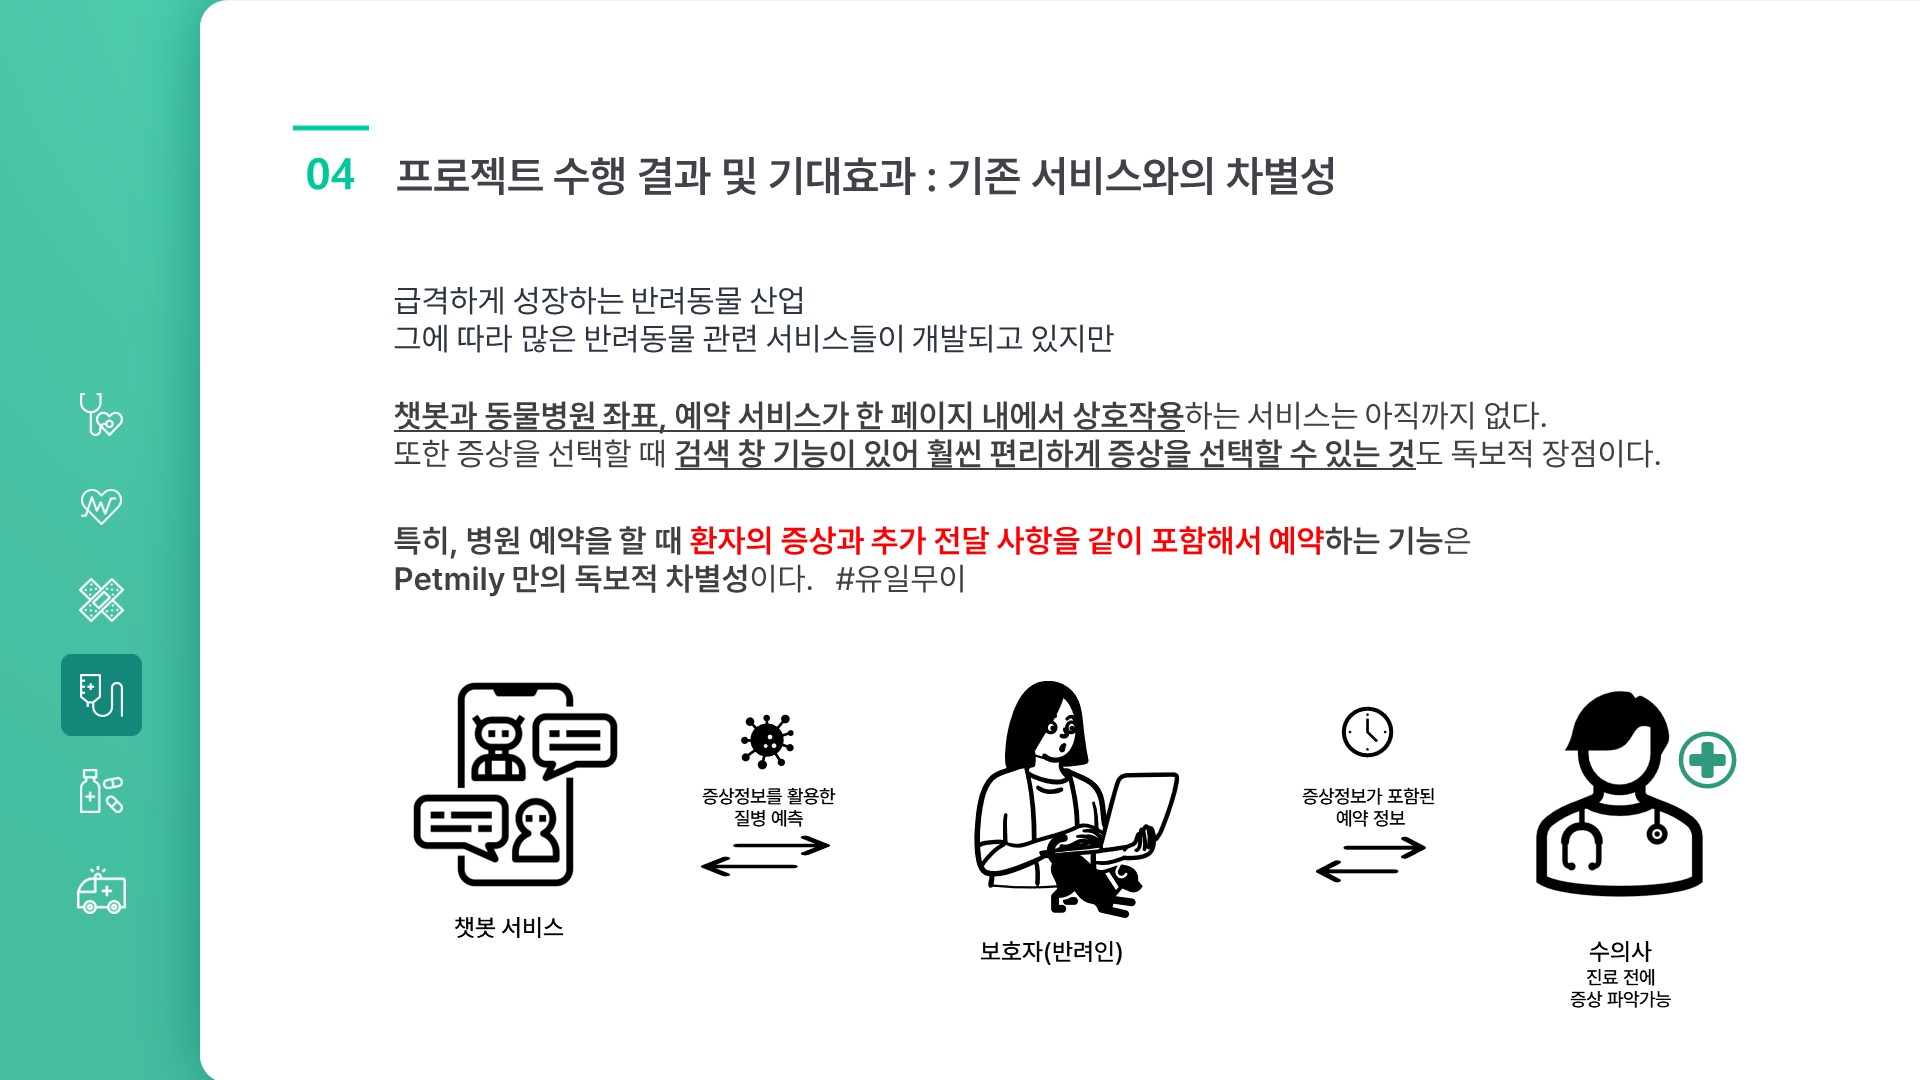 04 프로젝트 수행 결과 및 기대효과 : 기존 서비스와의 차별성
급격하게 성장하는 반려동물 산업
그에 따라 많은 반려동물 관련 서비스들이 개발되고 있지만
챗봇과 동물병원 좌표, 예약 서비스가 한 페이지 내에서 상호작용하는 서비스는 아직까지 없다.
또한 증상을 선택할 때 검색 창 기능이 있어 훨씬 편리하게 증상을 선택할 수 있는 것도 독보적 장점이다.
특히, 병원 예약을 할 때 환자의 증상과 추가 전달 사항을 같이 포함해서 예약하는 기능은
Petmily 만의 독보적 차별성이다. #유일무이
증상정보를 활용한
질병 예측
증상정보가 포함된
예약 정보
챗봇 서비스
보호자(반려인)
수의사
진료 전에
증상 파악가능